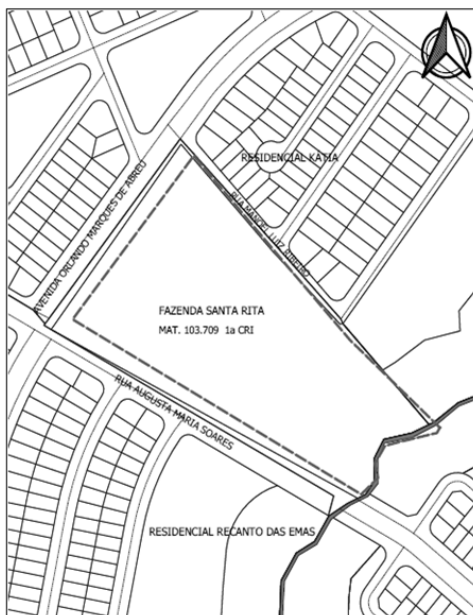 RESIDENCIAL KÁTIA
AVENIDA ORLANDO MARQUES DE ABREU
RUA MANOEL LUIZ RIBEIRO
FAZENDA SANTA RITA
MAT. 103.709 1a CRI
RUA AUGUSTA MARIA SOARES
RESIDENCIAL RECANTO DAS EMAS